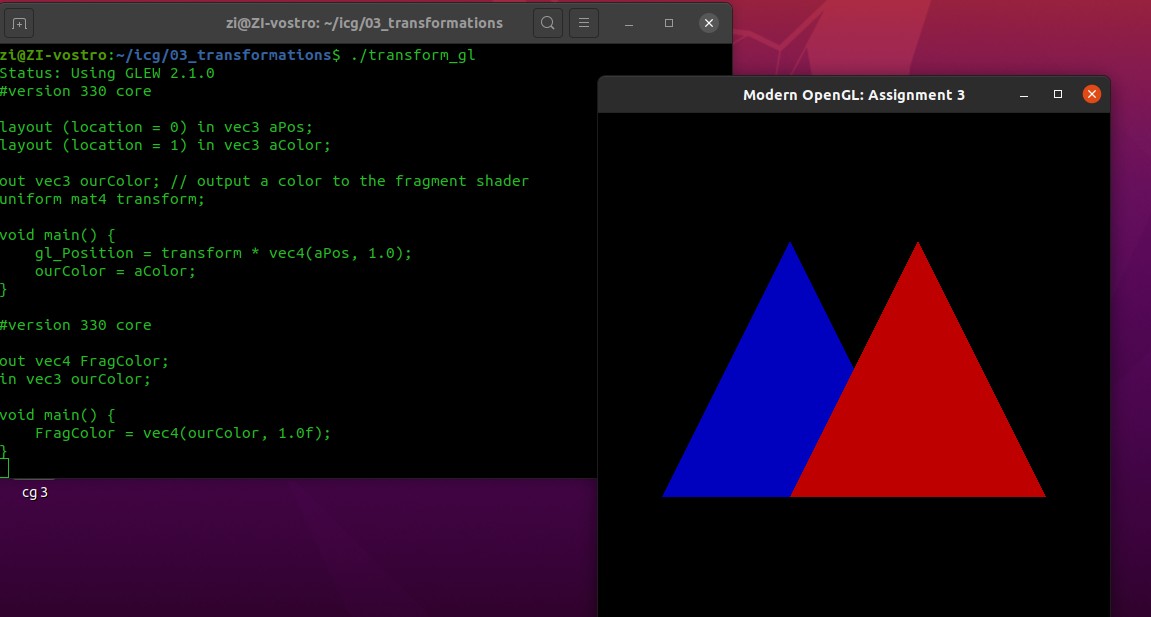 zi@ZI-vostro: ~/icg/03_transformations
zi@ZI-vostro:~/icg/03_transformations$ ./transform_gl
Status: Using GLEW 2.1.0
#version 330 core
layout (location = 0) in vec3 aPos;
layout (location = 1) in vec3 aColor;
out vec3 ourColor; // output a color to the fragment shader
uniform mat4 transform;
void main() {
    gl_Position = transform * vec4(aPos, 1.0);
    ourColor = aColor;
}
#version 330 core
out vec4 FragColor;
in vec3 ourColor;
void main() {
    FragColor = vec4(ourColor, 1.0f);
}
cg 3
Modern OpenGL: Assignment 3